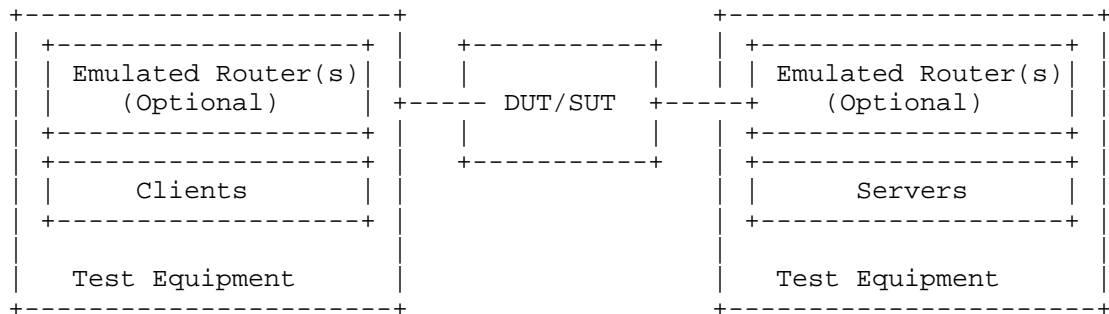 Emulated Router(s) Emulated Router(s)
(Optional) DUT/SUT (Optional)
Clients Servers
Test Equipment Test Equipment